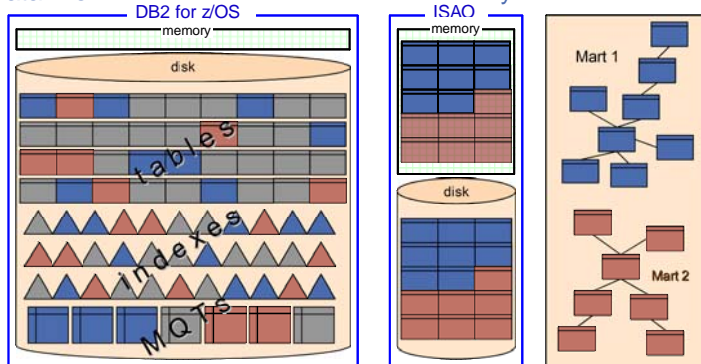 DB2 for z/OS
memory
disk
tables
indexes
MQTs
ISAO
memory
disk
Mart 1
Mart 2